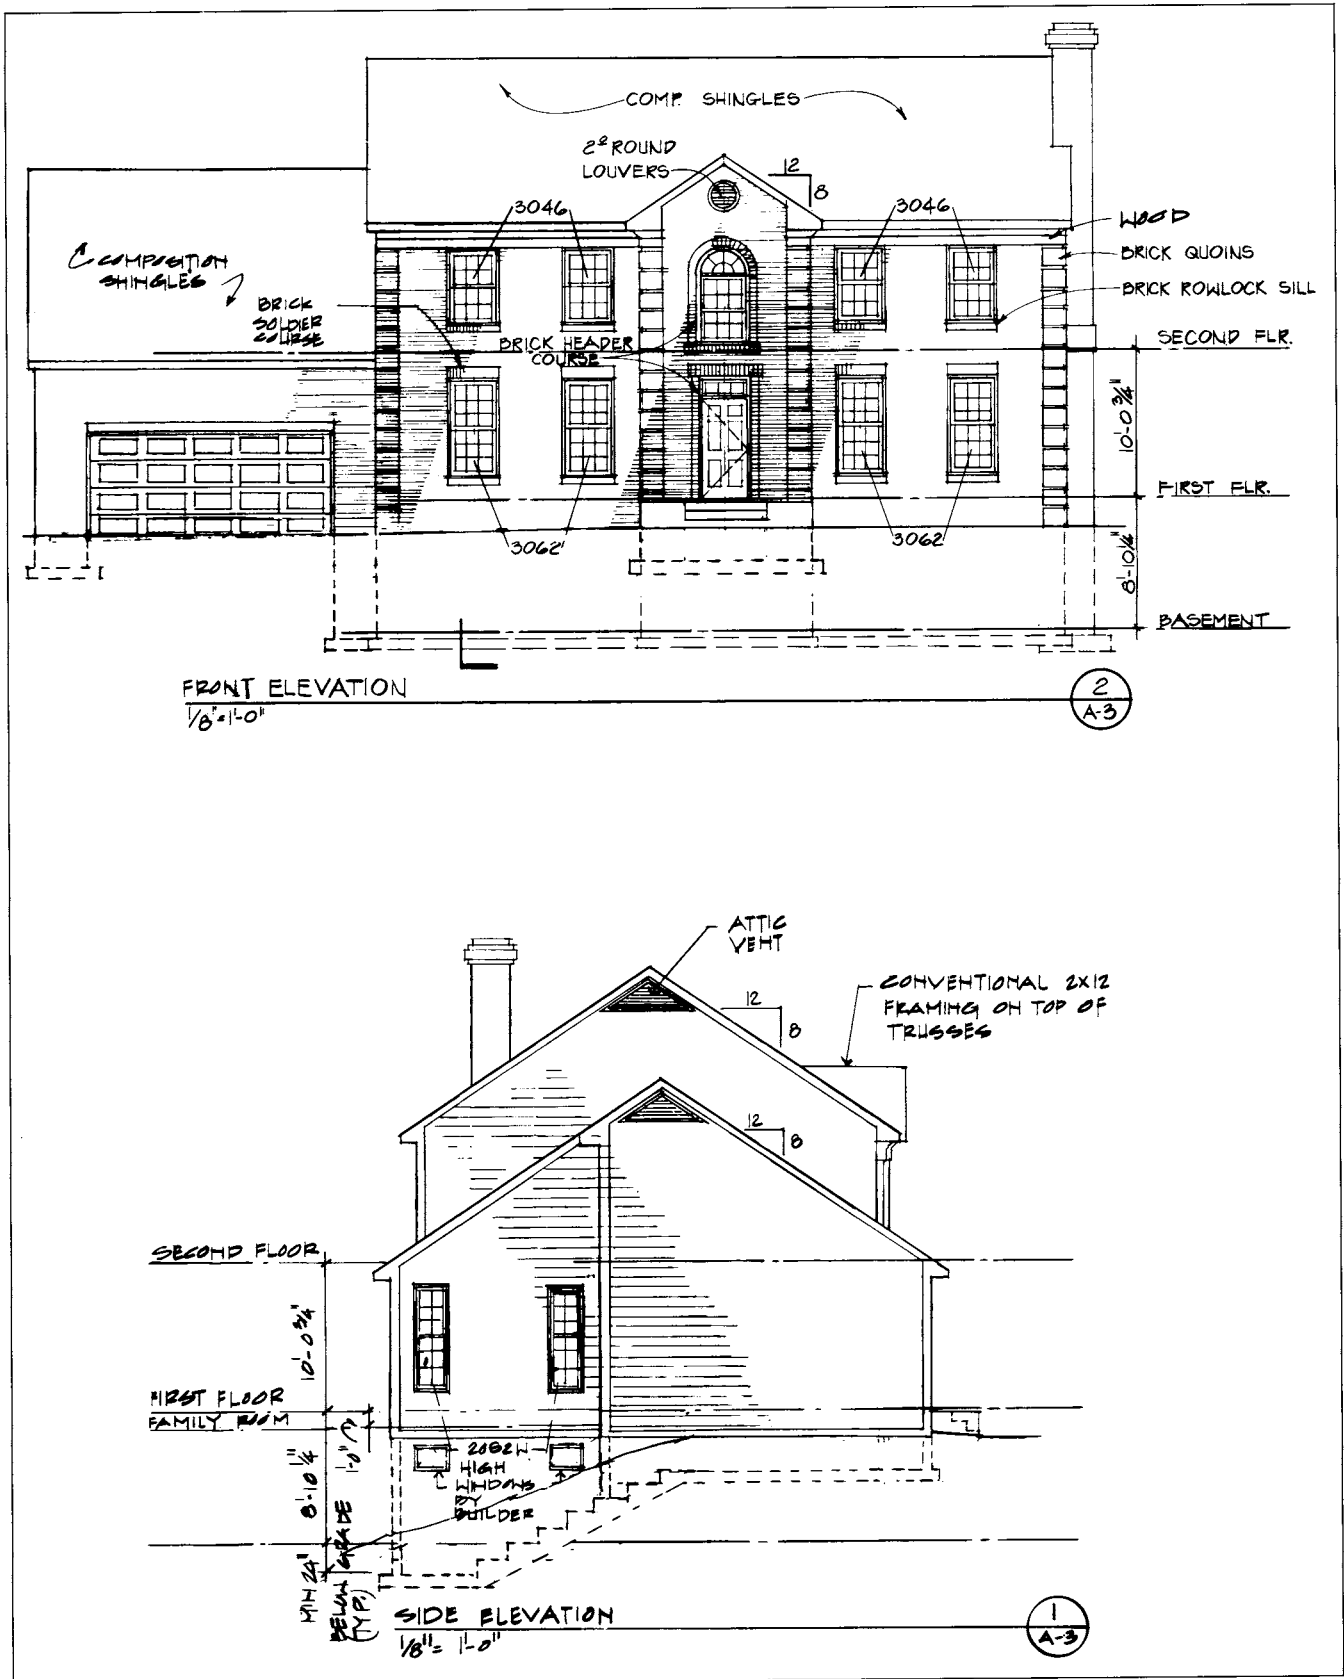 COMP. SHINGLES
2º ROUND
LOUVERS
12
8
3046
3046
WOOD
BRICK QUOINS
BRICK ROWLOCK SILL
COMPOSITION
SHINGLES
BRICK
SOLDIER
COURSE
BRICK HEADER
COURSE
SECOND FLR.
10'-0 3/4"
FIRST FLR.
3062
3062
8'-10 1/4"
BASEMENT
FRONT ELEVATION
1/8"=1'-0"
2
A-3
ATTIC
VENT
CONVENTIONAL 2X12
FRAMING ON TOP OF
TRUSSES
12
8
12
8
SECOND FLOOR
10'-0 3/4"
FIRST FLOOR
FAMILY ROOM
1'-0"
8'-10 1/4"
HIGH
WINDOWS
BY
BUILDER
MIN 24"
BELOW GRADE
(TYP.)
SIDE ELEVATION
1/8"= 1'-0"
1
A-3